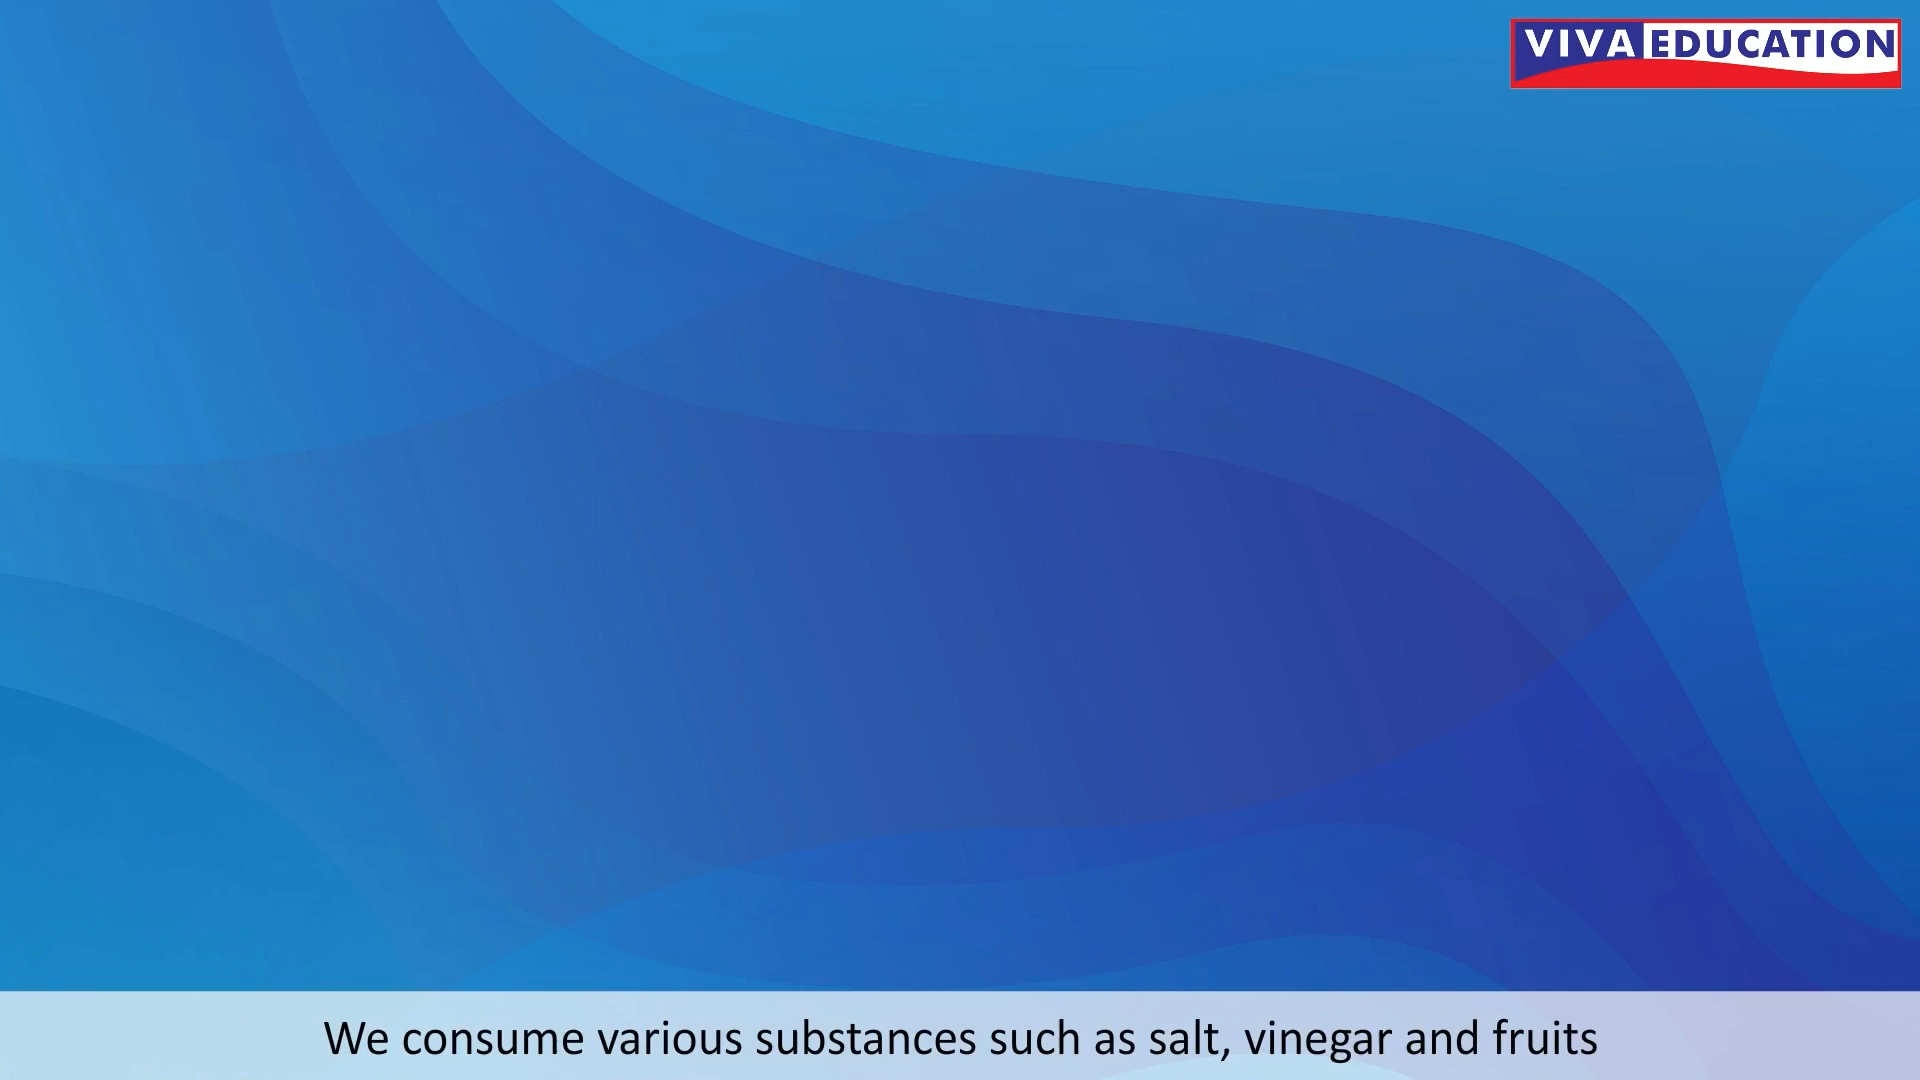 VIVA EDUCATION
We consume various substances such as salt, vinegar and fruits